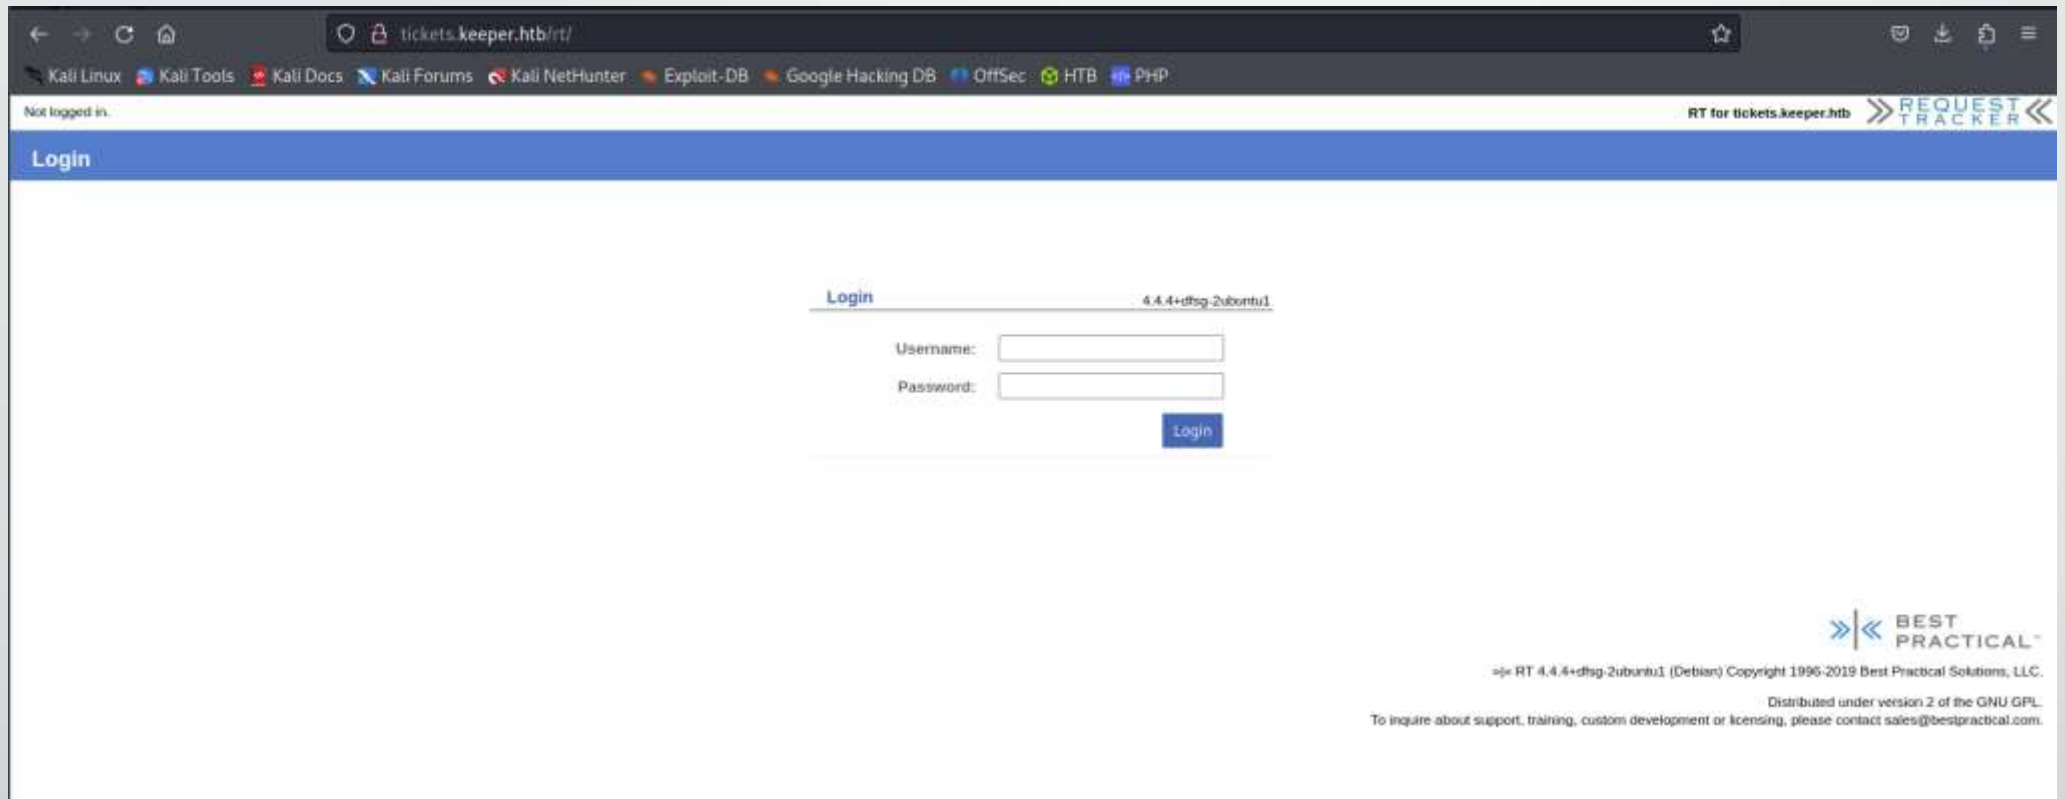 tickets.keeper.htb/rt/
Kali Linux Kali Tools Kali Docs Kali Forums Kali NetHunter Exploit-DB Google Hacking DB OffSec HTB PHP
Not logged in.
RT for tickets.keeper.htb REQUEST TRACKER
Login
Login 4.4.4+dfsg-2ubuntu1
Username:
Password:
Login
BEST
PRACTICAL™
»|« RT 4.4.4+dfsg-2ubuntu1 (Debian) Copyright 1996-2019 Best Practical Solutions, LLC.
Distributed under version 2 of the GNU GPL.
To inquire about support, training, custom development or licensing, please contact sales@bestpractical.com.